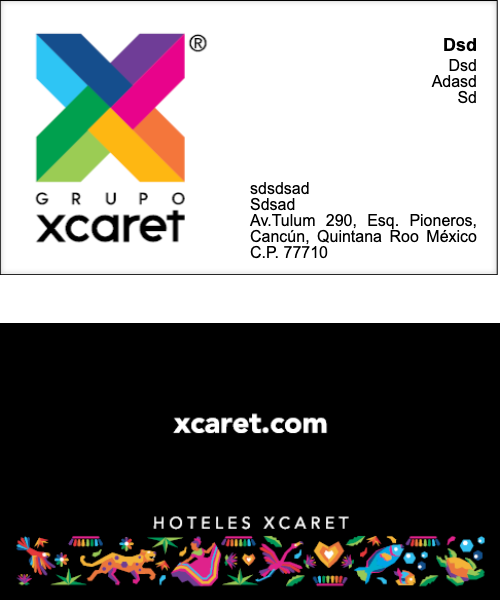 ®
GRUPO
xcaret
Dsd
Dsd
Adasd
Sd
sdsdsad
Sdsad
Av.Tulum 290, Esq. Pioneros,
Cancún, Quintana Roo México
C.P. 77710
xcaret.com
HOTELES XCARET